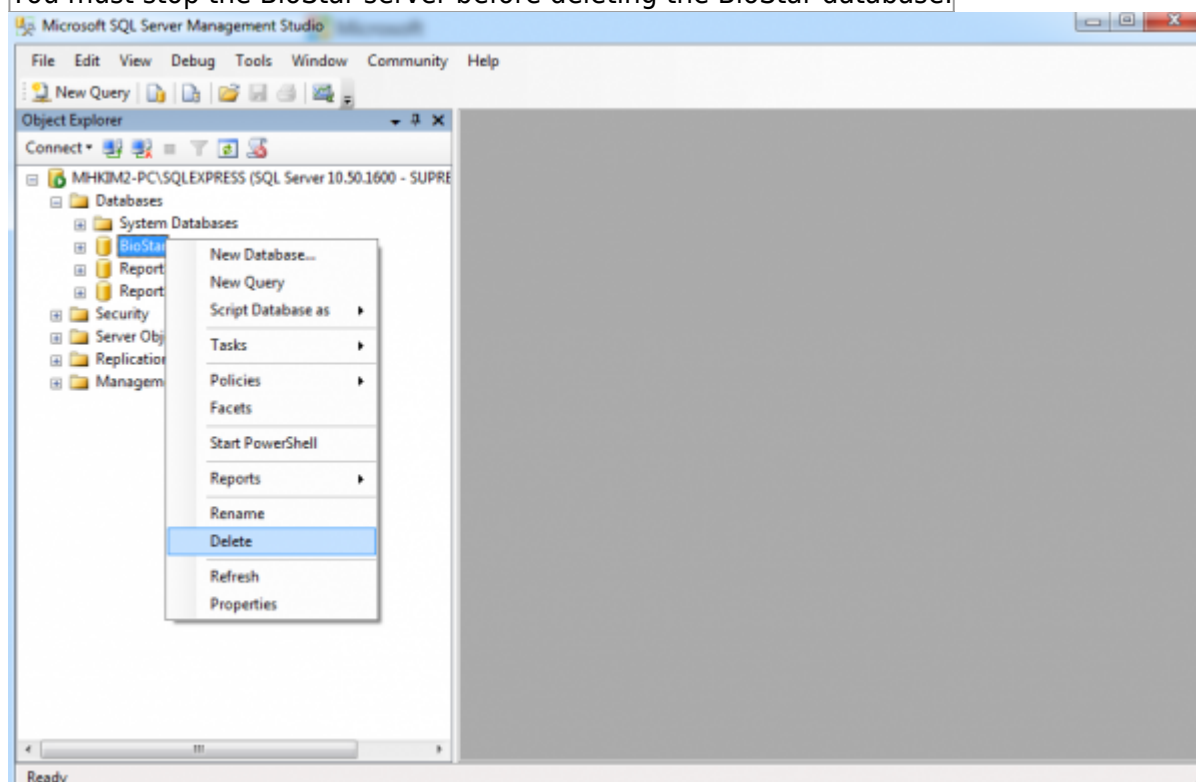 You must stop the BioStar server before deleting the BioStar database.
Microsoft SQL Server Management Studio
File Edit View Debug Tools Window Community Help
New Query
Object Explorer
Connect
MHKIM2-PC\SQLEXPRESS (SQL Server 10.50.1600 - SUPRE
Databases
System Databases
BioStar
Report
Report
Security
Server Obj
Replication
Managem
New Database...
New Query
Script Database as
Tasks
Policies
Facets
Start PowerShell
Reports
Rename
Delete
Refresh
Properties
Ready